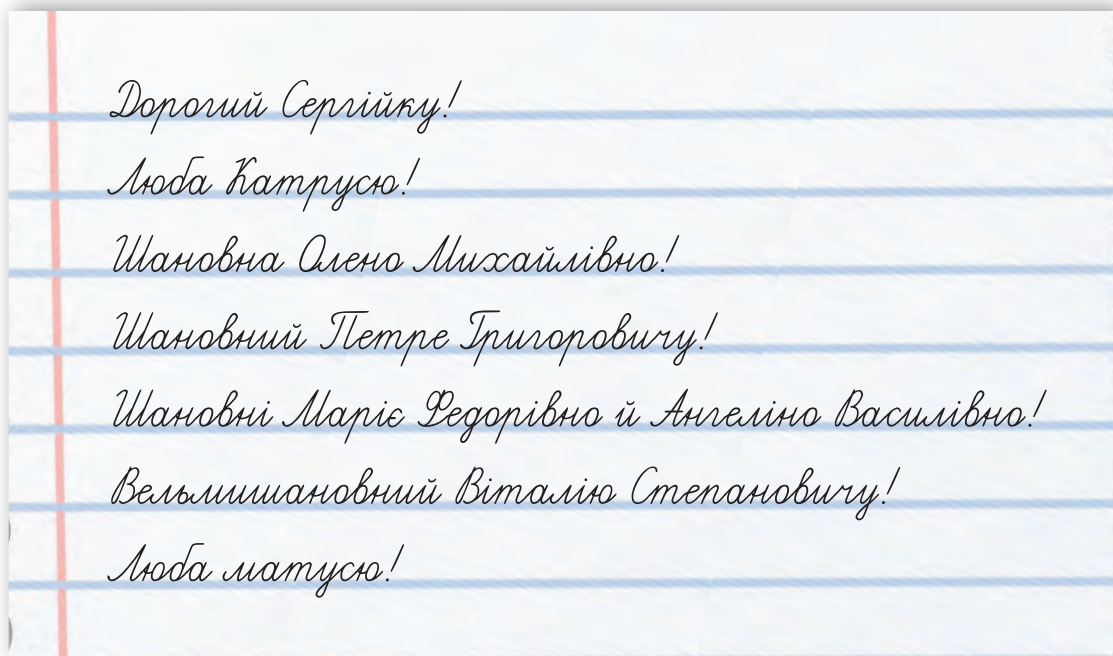 Дорогий Сергійку!
Люба Катрусю!
Шановна Олено Михайлівно!
Шановний Петре Григоровичу!
Шановні Маріє Федорівно й Ангеліно Василівно!
Вельмишановний Віталію Степановичу!
Люба матусю!